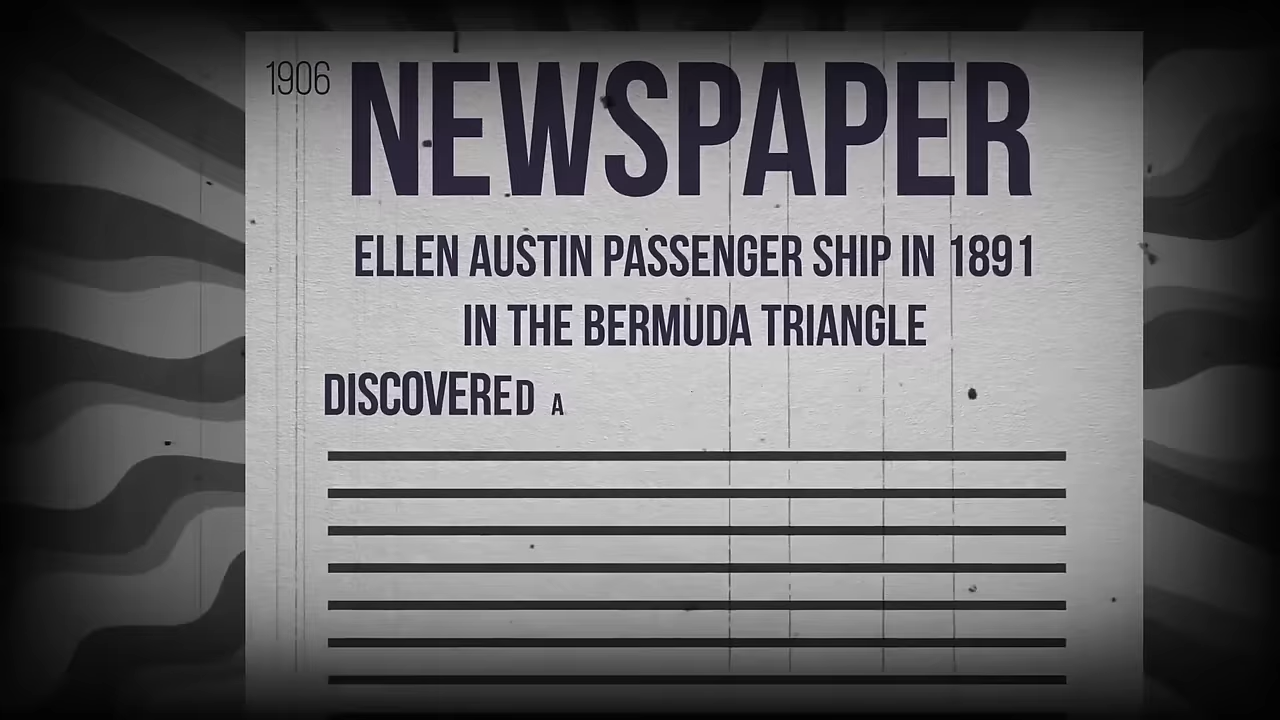 1906
NEWSPAPER
ELLEN AUSTIN PASSENGER SHIP IN 1891
IN THE BERMUDA TRIANGLE
DISCOVERED A